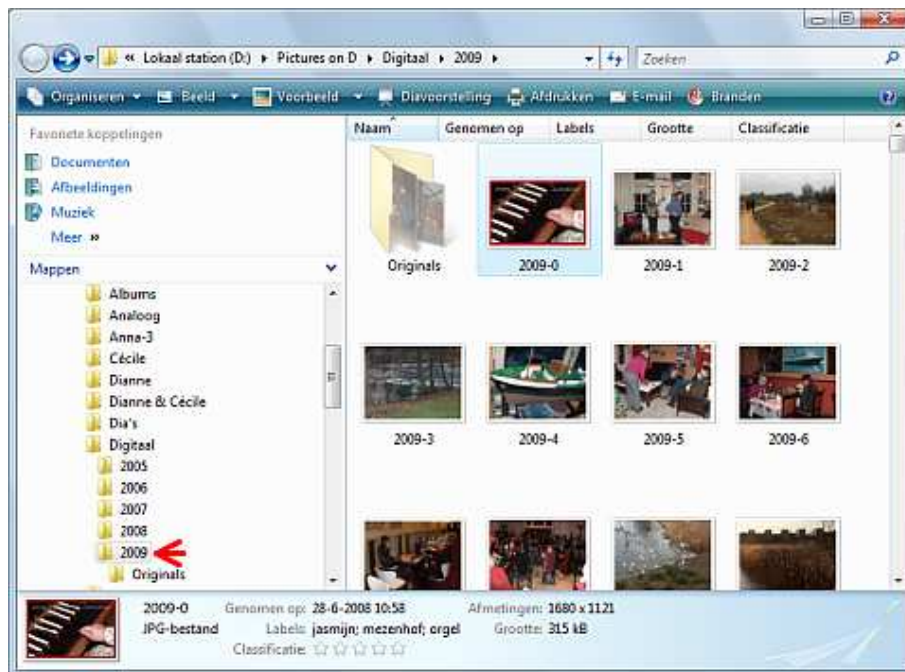 « Lokaal station (D:) ▸ Pictures on D ▸ Digitaal ▸ 2009 ▸ Zoeken
Organiseren Beeld Voorbeeld Diavoorstelling Afdrukken E-mail Branden
Favoriete koppelingen
Documenten
Afbeeldingen
Muziek
Meer »
Mappen
Albums
Analoog
Anna-3
Cécile
Dianne
Dianne & Cécile
Dia's
Digitaal
2005
2006
2007
2008
2009
Originals
Naam Genomen op Labels Grootte Classificatie
Originals 2009-0 2009-1 2009-2
2009-3 2009-4 2009-5 2009-6
2009-0 Genomen op: 28-6-2008 10:58 Afmetingen: 1680 x 1121
JPG-bestand Labels: jasmijn; mezenhof; orgel Grootte: 315 kB
Classificatie: